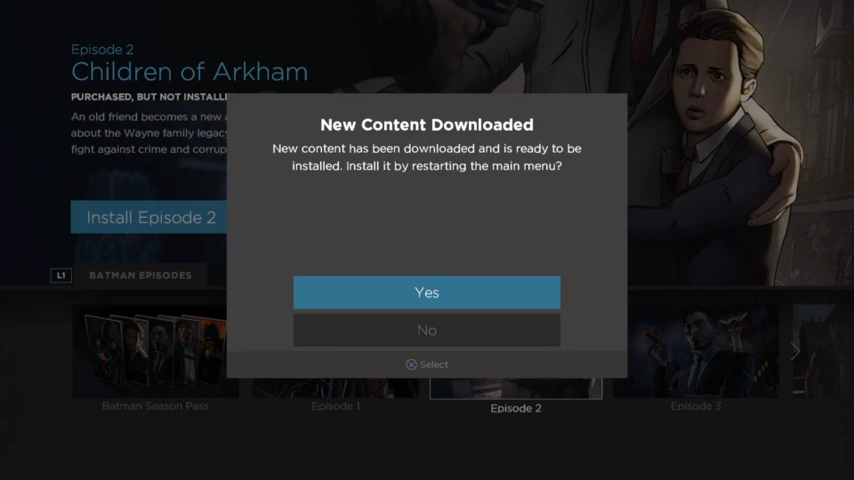 Episode 2
Children of Arkham
PURCHASED, BUT NOT INSTALL
An old friend becomes a new
about the Wayne family legacy
fight against crime and corrup
Install Episode 2
L1 BATMAN EPISODES
New Content Downloaded
New content has been downloaded and is ready to be
installed. Install it by restarting the main menu?
Yes
No
Select
Batman Season Pass
Episode 1
Episode 2
Episode 3